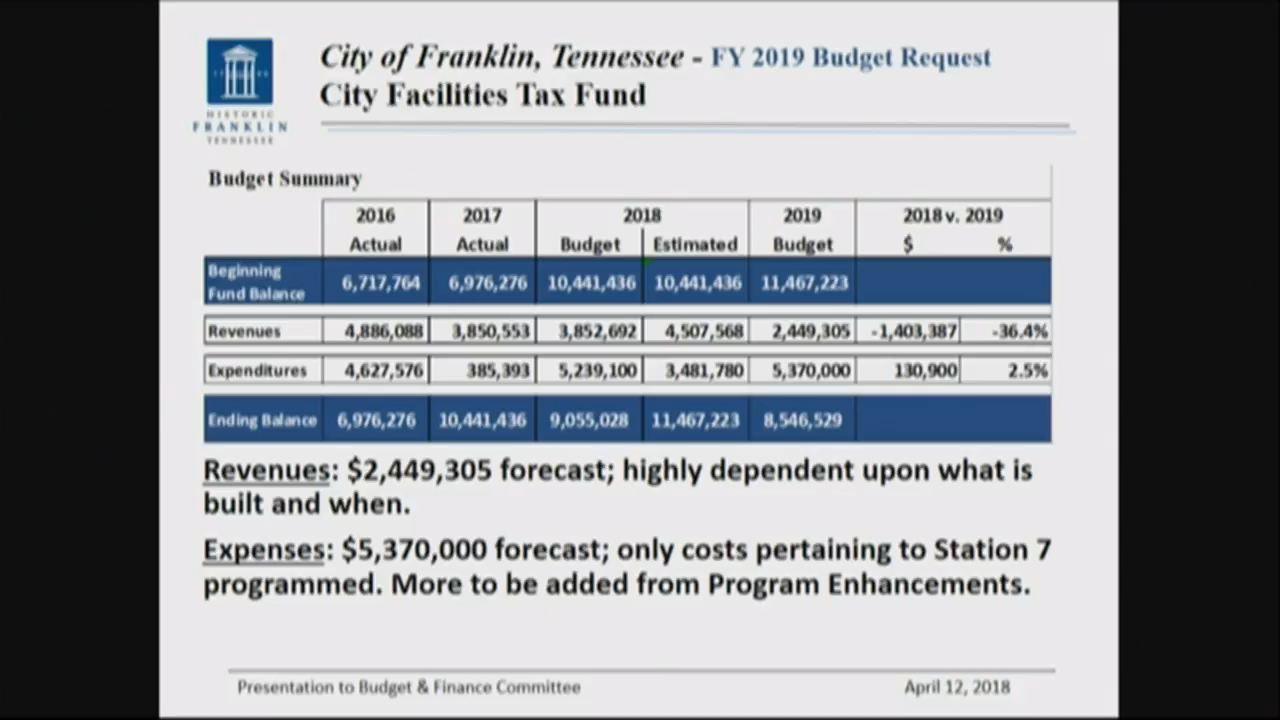 City of Franklin, Tennessee - FY 2019 Budget Request
City Facilities Tax Fund
HISTORIC
FRANKLIN
TENNESSEE
Budget Summary
2016 2017 2018 2019 2018 v. 2019
Actual Actual Budget Estimated Budget $ %
Beginning
Fund Balance 6,717,764 6,976,276 10,441,436 10,441,436 11,467,223
Revenues 4,886,088 3,850,553 3,852,692 4,507,568 2,449,305 -1,403,387 -36.4%
Expenditures 4,627,576 385,393 5,239,100 3,481,780 5,370,000 130,900 2.5%
Ending Balance 6,976,276 10,441,436 9,055,028 11,467,223 8,546,529
Revenues: $2,449,305 forecast; highly dependent upon what is
built and when.
Expenses: $5,370,000 forecast; only costs pertaining to Station 7
programmed. More to be added from Program Enhancements.
Presentation to Budget & Finance Committee April 12, 2018